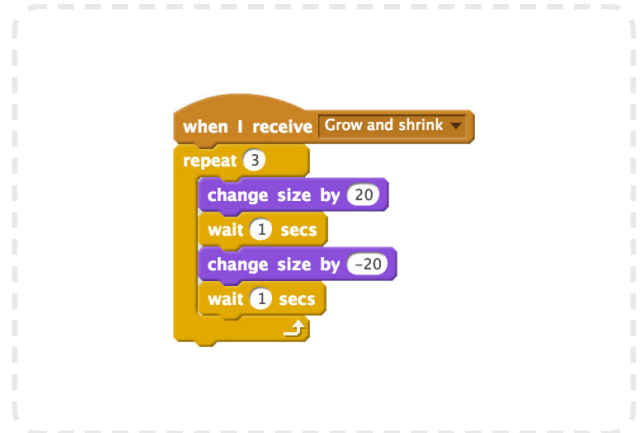 when I receive Grow and shrink
repeat 3
change size by 20
wait 1 secs
change size by -20
wait 1 secs